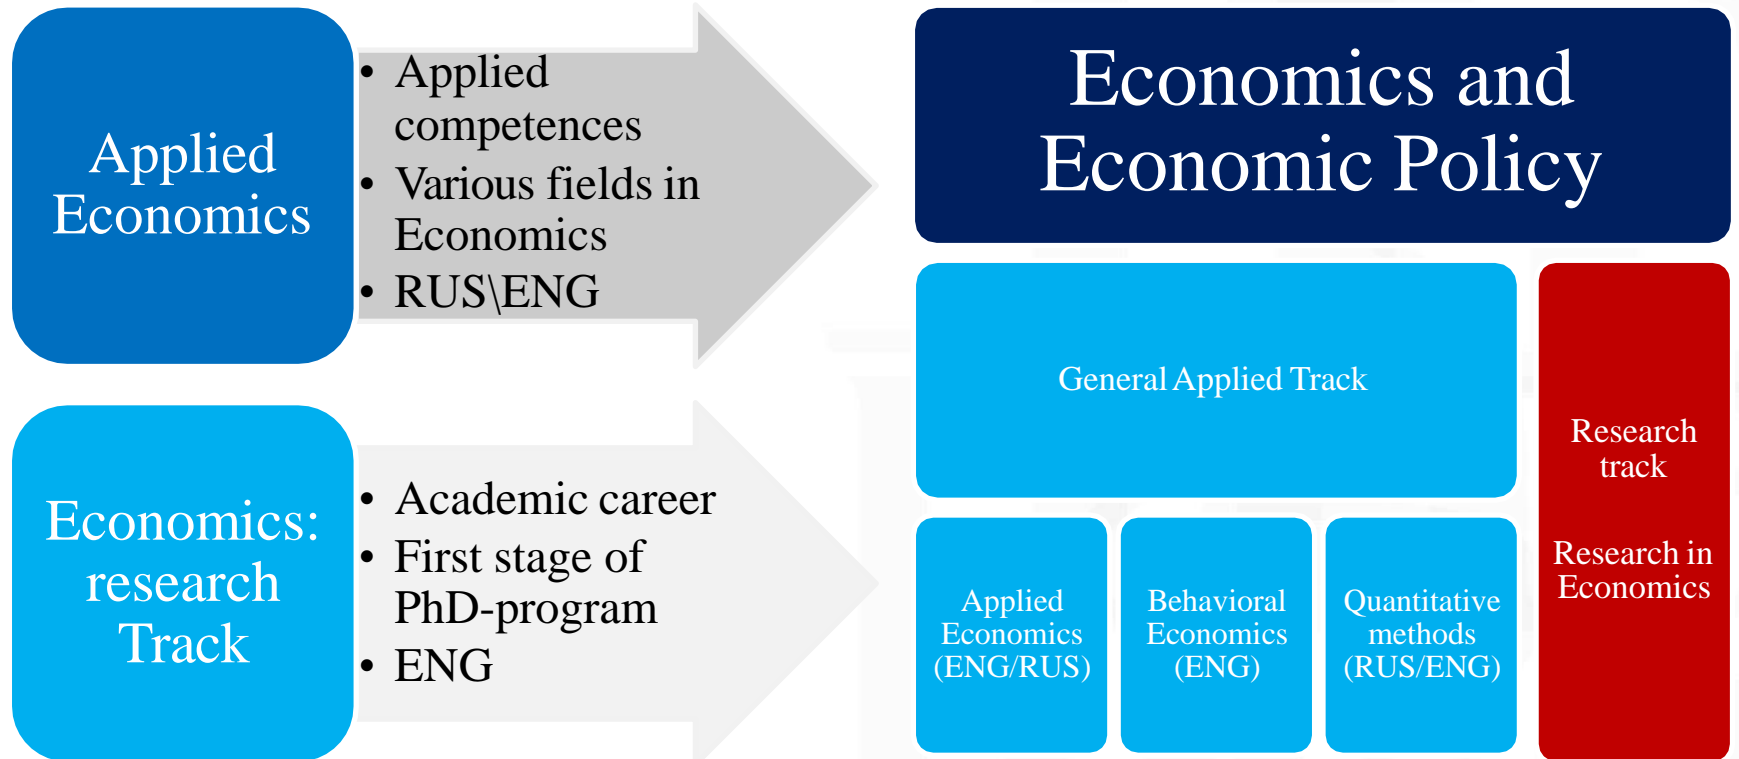 Applied
Economics
• Applied
competences
• Various fields in
Economics
• RUS\ENG
Economics:
research
Track
• Academic career
• First stage of
PhD-program
• ENG
Economics and
Economic Policy
General Applied Track
Applied
Economics
(ENG/RUS)
Behavioral
Economics
(ENG)
Quantitative
methods
(RUS/ENG)
Research
track
Research in
Economics